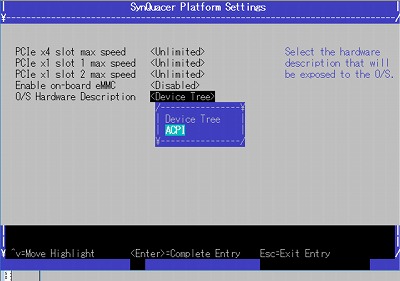 SynQuacer Platform Settings
PCIe x4 slot max speed <Unlimited>
PCIe x1 slot 1 max speed <Unlimited>
PCIe x1 slot 2 max speed <Unlimited>
Enable on-board eMMC <Disabled>
O/S Hardware Description <Device Tree>
Select the hardware
description that will
be exposed to the O/S.
Device Tree
ACPI
^v=Move Highlight <Enter>=Complete Entry Esc=Exit Entry